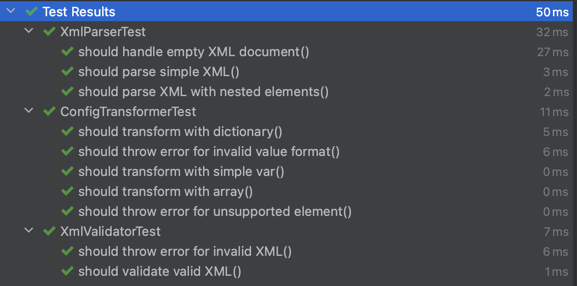 Test Results 50 ms
XmlParserTest 32 ms
should handle empty XML document() 27 ms
should parse simple XML() 3 ms
should parse XML with nested elements() 2 ms
ConfigTransformerTest 11 ms
should transform with dictionary() 5 ms
should throw error for invalid value format() 6 ms
should transform with simple var() 0 ms
should transform with array() 0 ms
should throw error for unsupported element() 0 ms
XmlValidatorTest 7 ms
should throw error for invalid XML() 6 ms
should validate valid XML() 1 ms